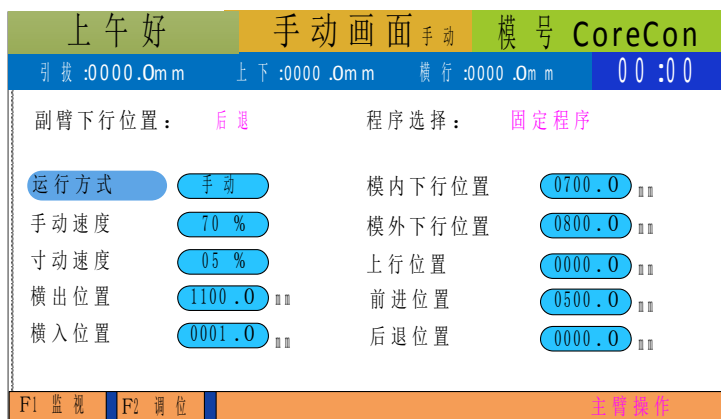 上午好 手动画面 手动 模号 CoreCon
引拔:0000.0mm 上下:0000.0mm 横行:0000.0mm 00:00
副臂下行位置: 后退 程序选择: 固定程序
运行方式 手动 模内下行位置 0700.0 mm
手动速度 70 % 模外下行位置 0800.0 mm
寸动速度 05 % 上行位置 0000.0 mm
横出位置 1100.0 mm 前进位置 0500.0 mm
横入位置 0001.0 mm 后退位置 0000.0 mm
F1 监视 F2 调位 主臂操作